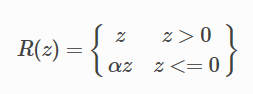 R(z) = { z z > 0
αz z <= 0 }